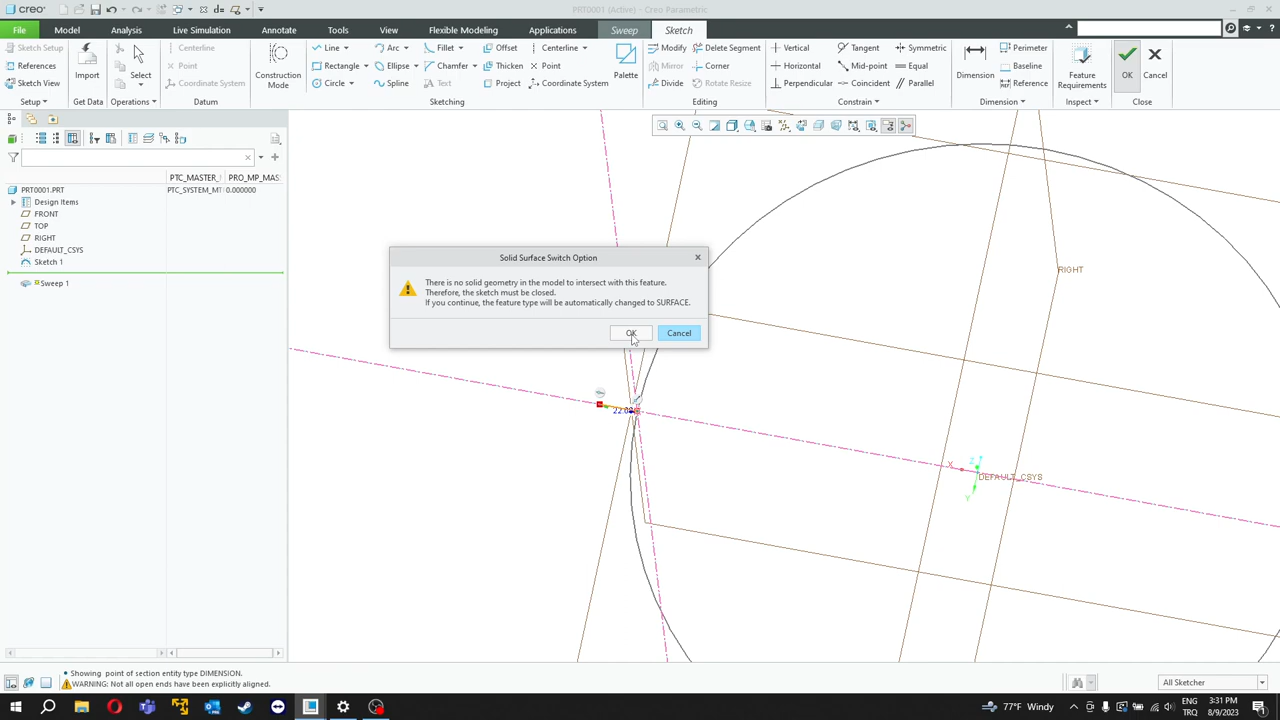 creo
PRT0001 (Active) - Creo Parametric
File
Model
Analysis
Live Simulation
Annotate
Tools
View
Flexible Modeling
Applications
Sweep
Sketch
Sketch Setup
References
Sketch View
Setup
Import
Get Data
Select
Operations
Centerline
Point
Coordinate System
Datum
Construction
Mode
Line
Rectangle
Circle
Arc
Ellipse
Spline
Fillet
Chamfer
Text
Offset
Thicken
Project
Centerline
Point
Coordinate System
Palette
Sketching
Modify
Mirror
Divide
Delete Segment
Corner
Rotate Resize
Editing
Vertical
Horizontal
Perpendicular
Tangent
Mid-point
Coincident
Symmetric
Equal
Parallel
Constrain
Dimension
Perimeter
Baseline
Reference
Dimension
Feature
Requirements
Inspect
OK
Cancel
Close
PTC_MASTER_
PRO_MP_MAS
PRT0001.PRT
PTC_SYSTEM_MT
0.000000
Design Items
FRONT
TOP
RIGHT
DEFAULT_CSYS
Sketch 1
Sweep 1
Solid Surface Switch Option
There is no solid geometry in the model to intersect with this feature.
Therefore, the sketch must be closed.
If you continue, the feature type will be automatically changed to SURFACE.
OK
Cancel
RIGHT
X
Z
DEFAULT_CSYS
Y
Showing point of section entity type DIMENSION.
WARNING: Not all open ends have been explicitly aligned.
All Sketcher
77°F Windy
ENG
TRQ
3:31 PM
8/9/2023